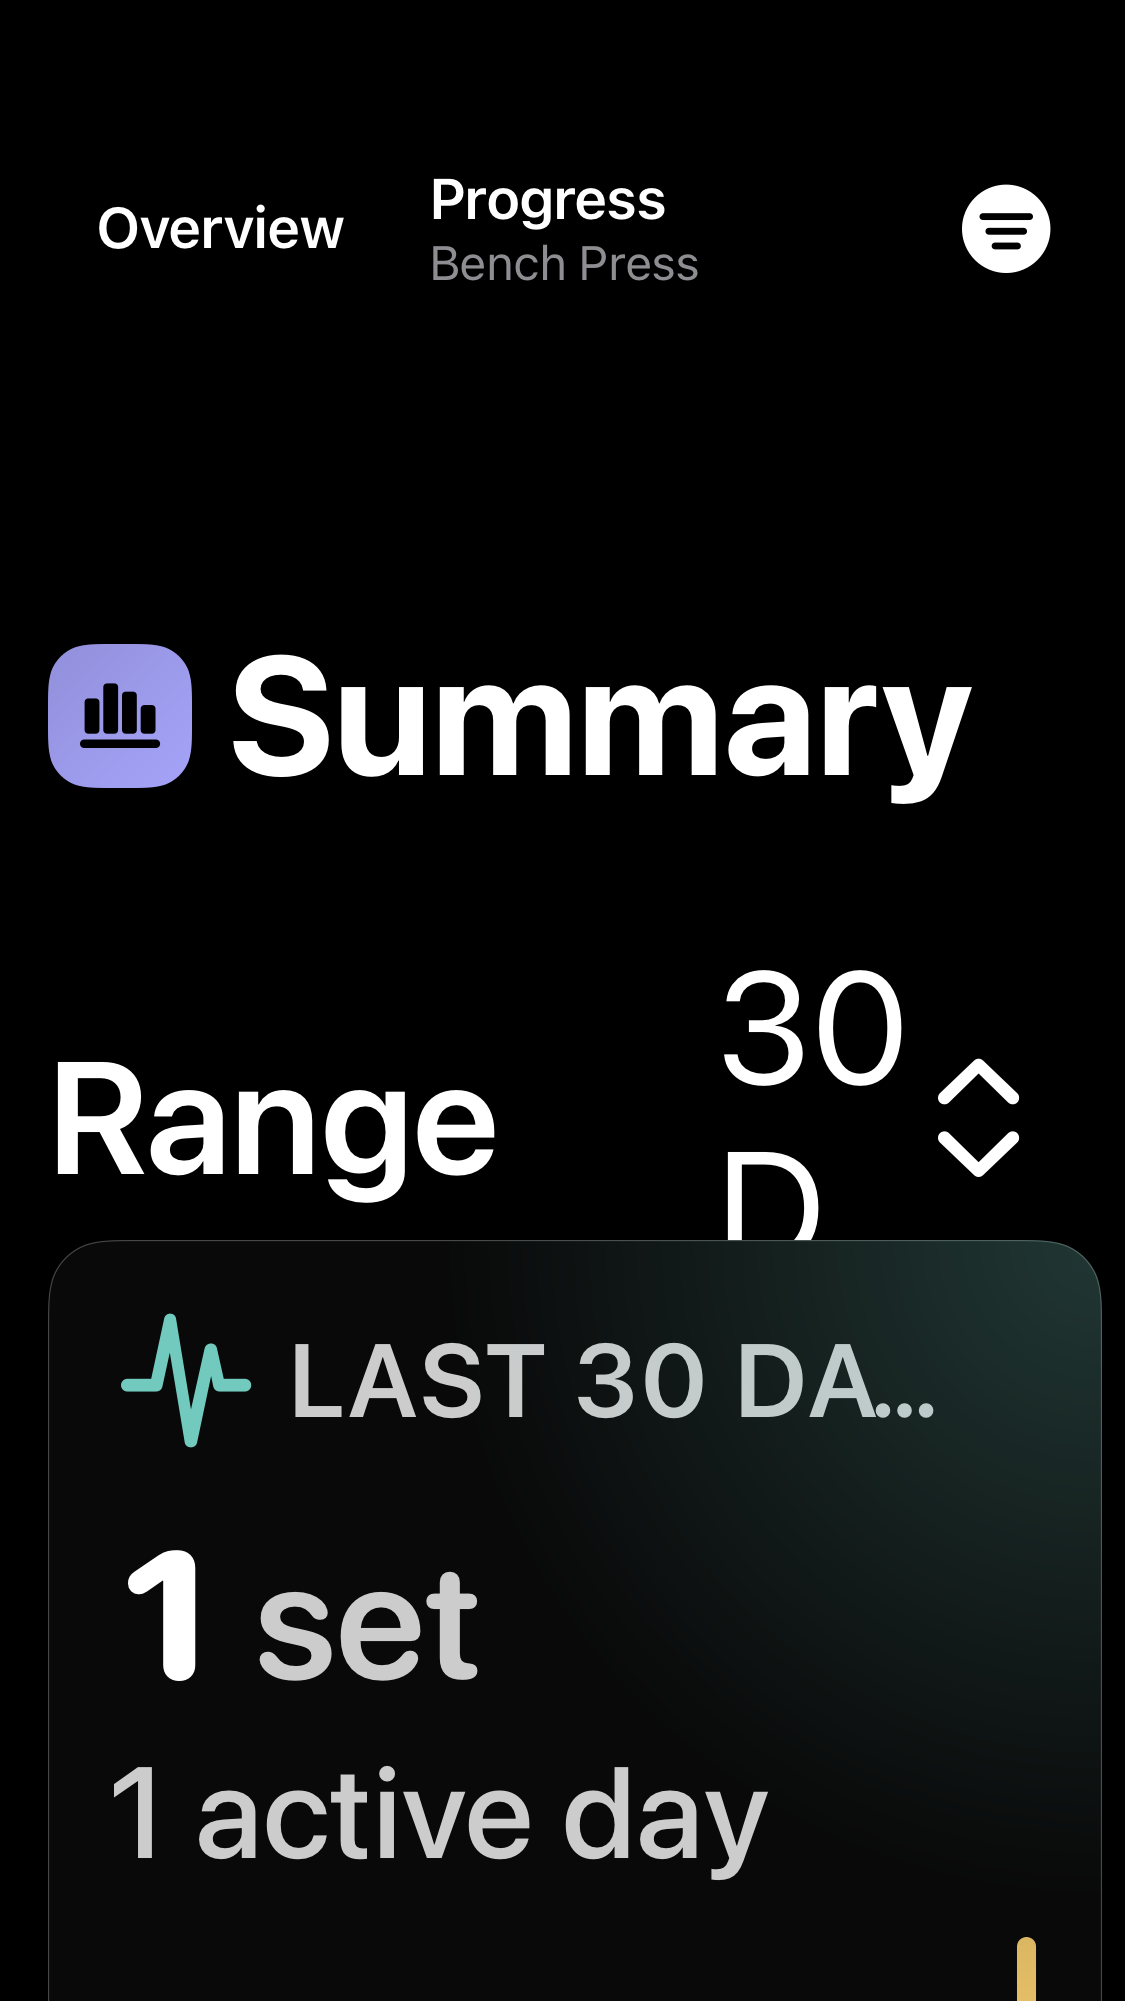 Overview
Progress
Bench Press
Summary
Range
30
D
LAST 30 DA...
1 set
1 active day